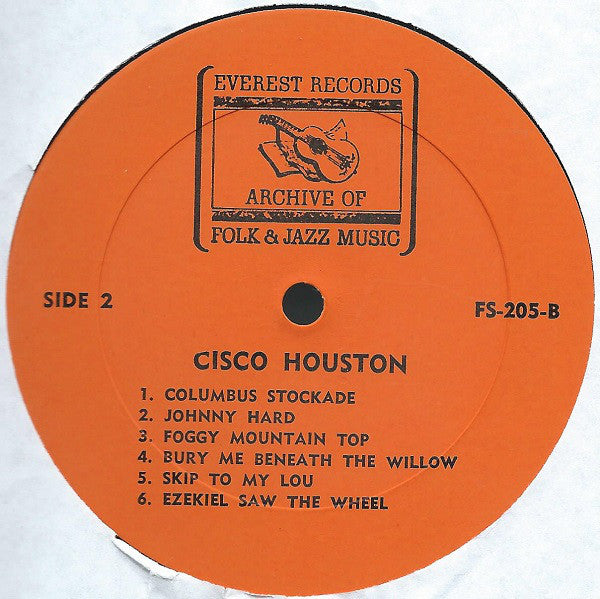 EVEREST RECORDS
ARCHIVE OF
FOLK & JAZZ MUSIC
SIDE 2
FS-205-B
CISCO HOUSTON
1. COLUMBUS STOCKADE
2. JOHNNY HARD
3. FOGGY MOUNTAIN TOP
4. BURY ME BENEATH THE WILLOW
5. SKIP TO MY LOU
6. EZEKIEL SAW THE WHEEL